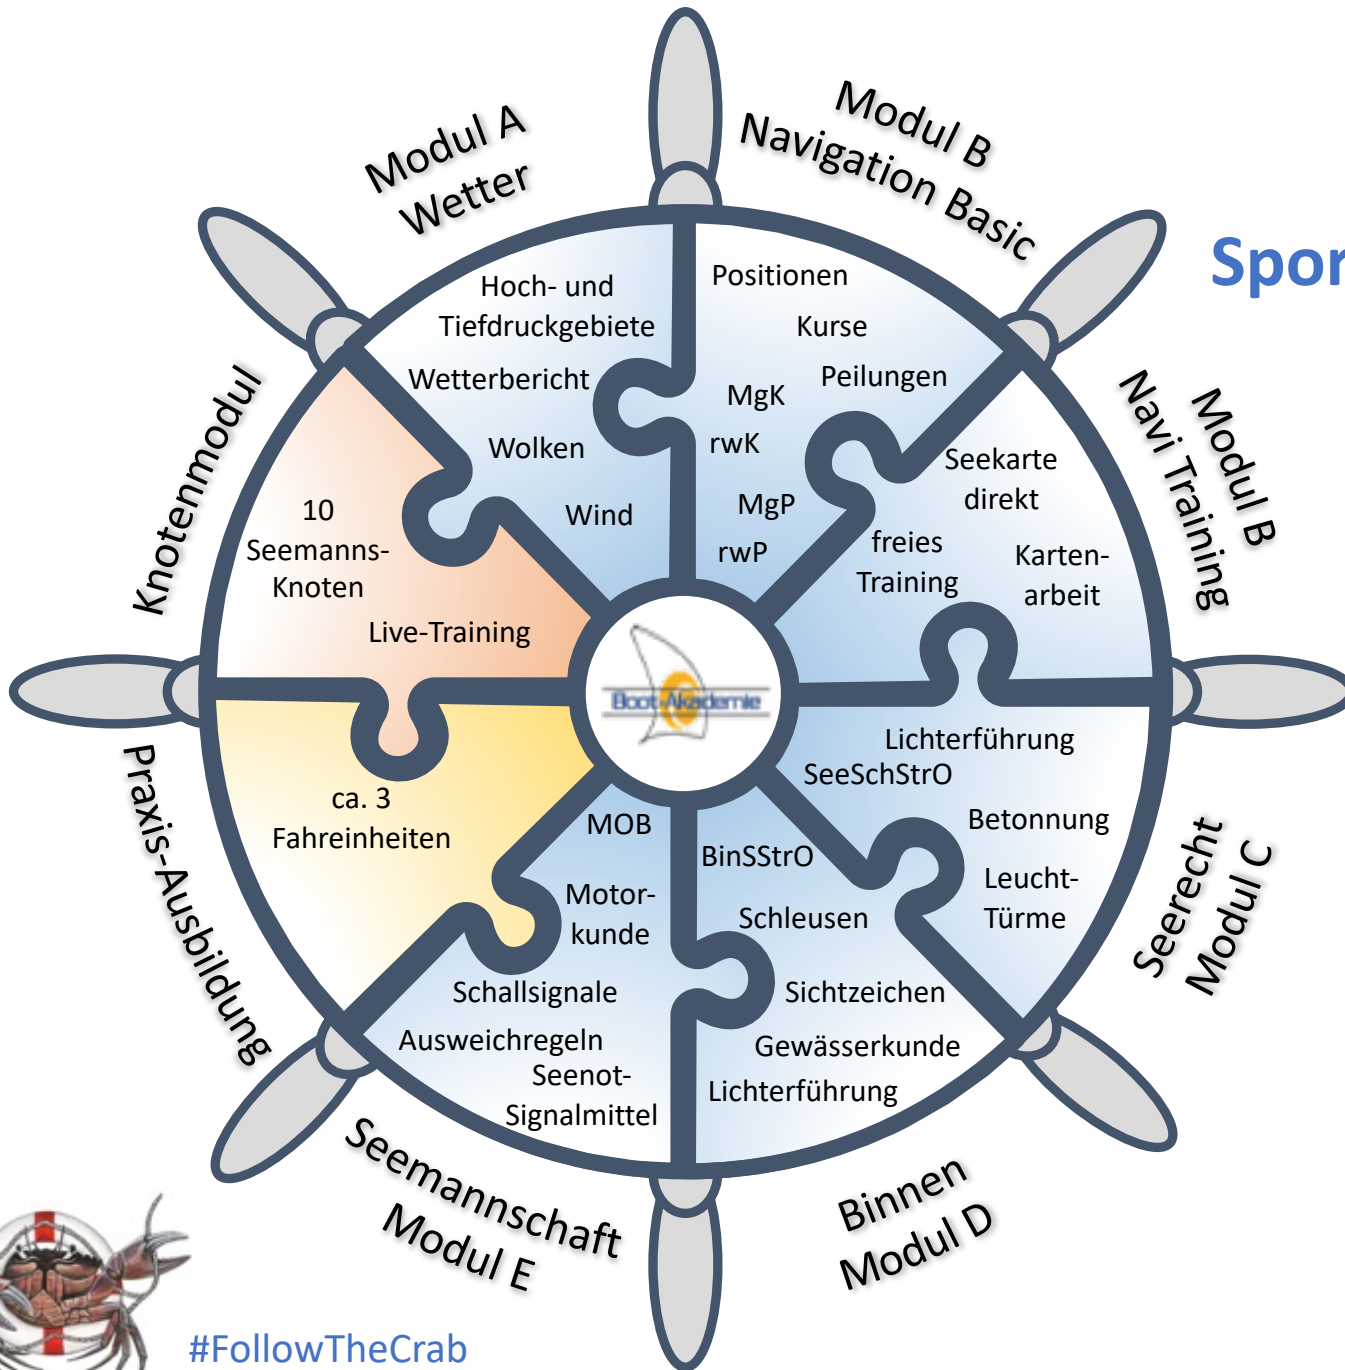 Modul A
Wetter
Modul B
Navigation Basic
Spor
Modul B
Navi Training
Seerecht
Modul C
Binnen
Modul D
Seemannschaft
Modul E
Praxis-Ausbildung
Knotenmodul
Hoch- und
Tiefdruckgebiete
Wetterbericht
Wolken
Wind
Positionen
Kurse
Peilungen
MgK
rwK
MgP
rwP
Seekarte
direkt
freies
Training
Karten-
arbeit
Lichterführung
SeeSchStrO
Betonnung
Leucht-
Türme
BinSStrO
Schleusen
Sichtzeichen
Gewässerkunde
Lichterführung
MOB
Motor-
kunde
Schallsignale
Ausweichregeln
Seenot-
Signalmittel
ca. 3
Fahreinheiten
10
Seemanns-
Knoten
Live-Training
Boot-Akademie
#FollowTheCrab